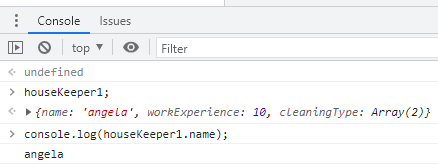 Console Issues
top Filter
undefined
houseKeeper1;
{name: 'angela', workExperience: 10, cleaningType: Array(2)}
console.log(houseKeeper1.name);
angela